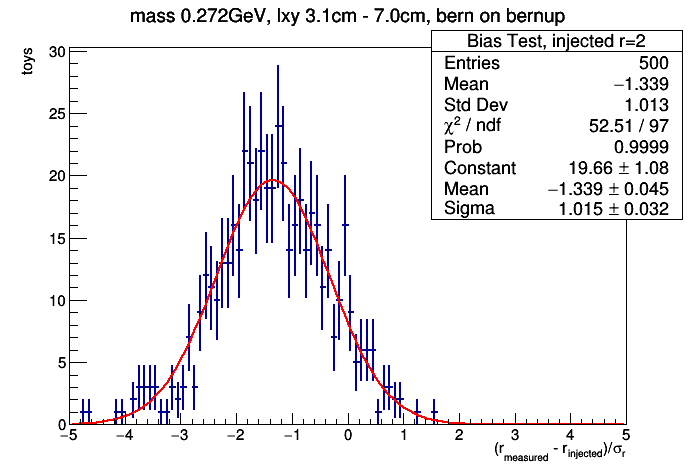 mass 0.272GeV, lxy 3.1cm - 7.0cm, bern on bernup
toys
Bias Test, injected r=2
Entries 500
Mean −1.339
Std Dev 1.013
χ² / ndf 52.51 / 97
Prob 0.9999
Constant 19.66 ± 1.08
Mean −1.339 ± 0.045
Sigma 1.015 ± 0.032
30
25
20
15
10
5
0
−5 −4 −3 −2 −1 0 1 2 3 4 5
(r_measured - r_injected)/σ_r